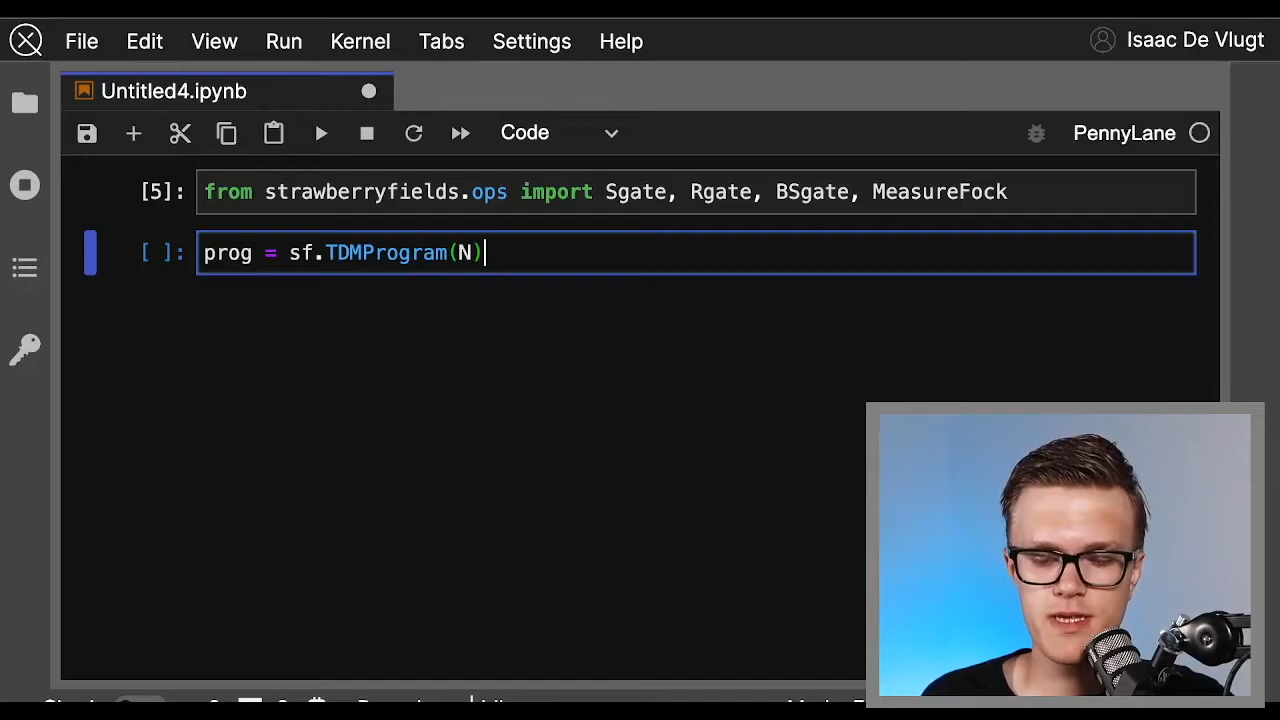 File Edit View Run Kernel Tabs Settings Help Isaac De Vlugt
Untitled4.ipynb
Code PennyLane
[5]: from strawberryfields.ops import Sgate, Rgate, BSgate, MeasureFock
[ ]: prog = sf.TDMProgram(N)